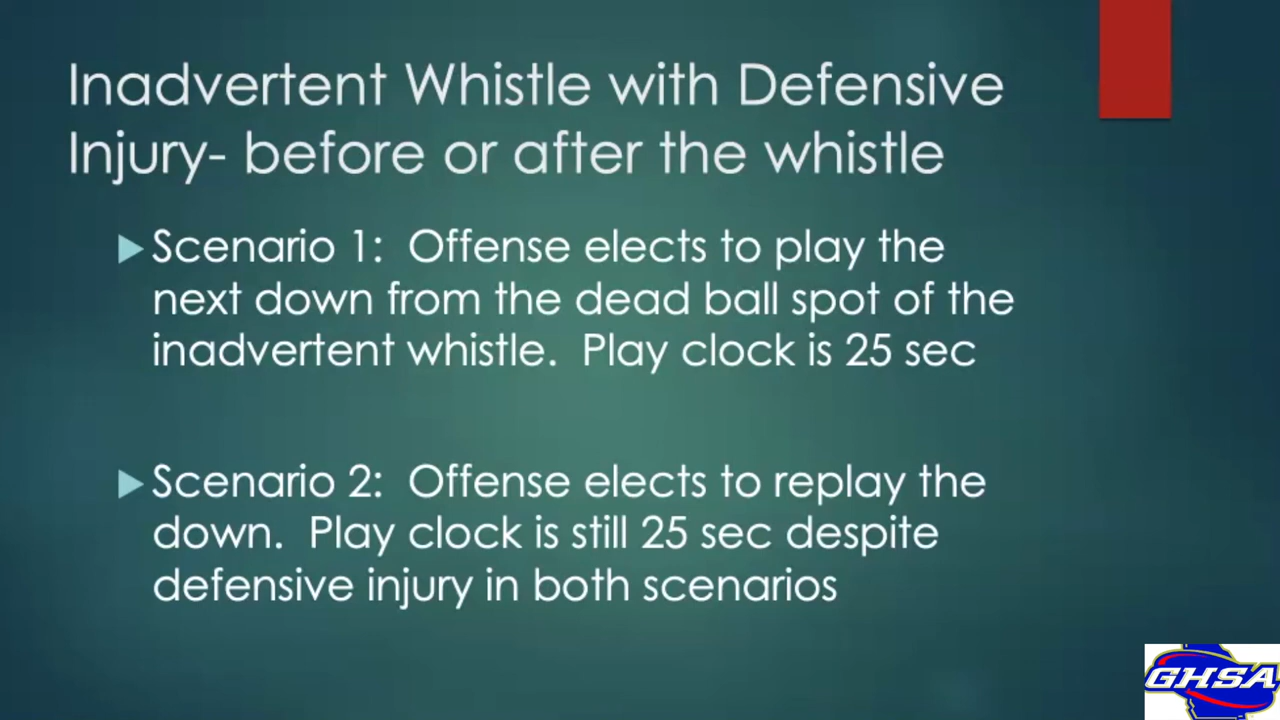 Inadvertent Whistle with Defensive
Injury- before or after the whistle
Scenario 1: Offense elects to play the
next down from the dead ball spot of the
inadvertent whistle. Play clock is 25 sec
Scenario 2: Offense elects to replay the
down. Play clock is still 25 sec despite
defensive injury in both scenarios
GHSA